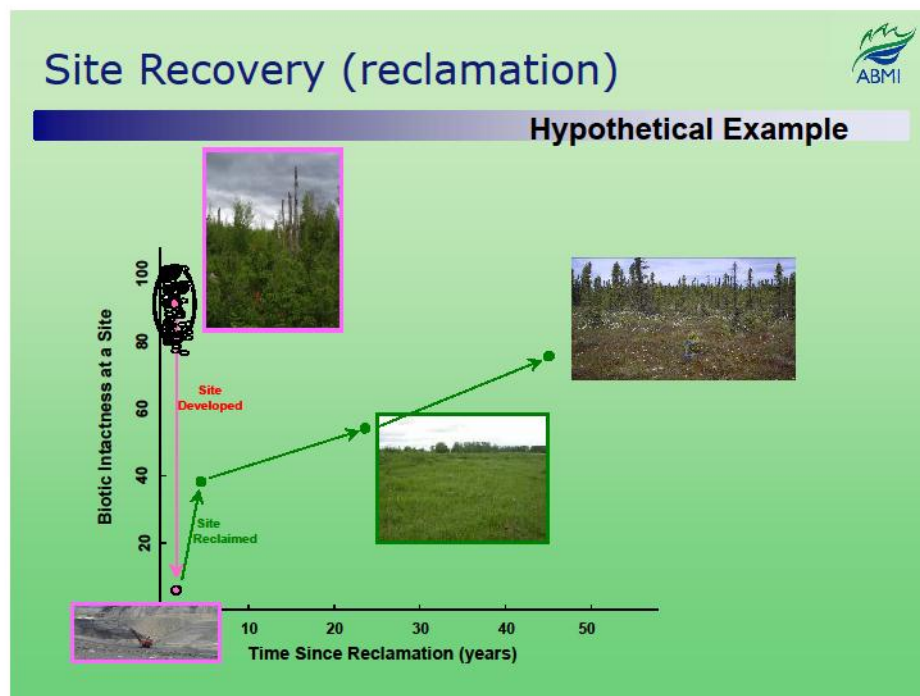 Site Recovery (reclamation)
ABMI
Hypothetical Example
Biotic Intactness at a Site
100
80
60
40
20
Site
Developed
Site
Reclaimed
10
20
30
40
50
Time Since Reclamation (years)